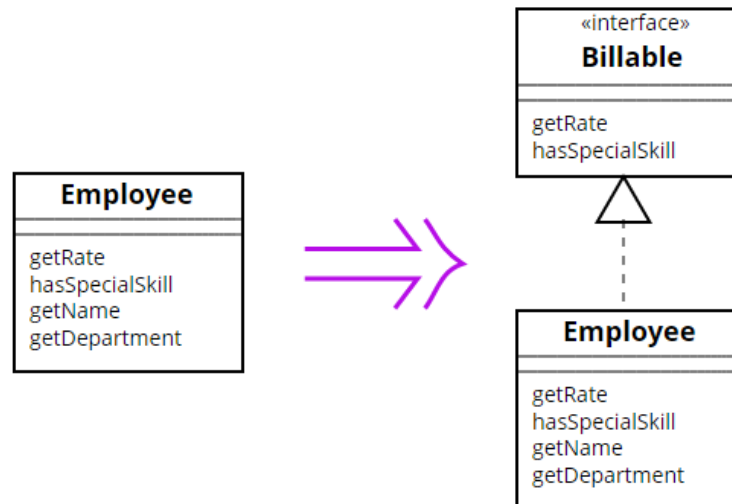 Employee
getRate
hasSpecialSkill
getName
getDepartment
«interface»
Billable
getRate
hasSpecialSkill
Employee
getRate
hasSpecialSkill
getName
getDepartment